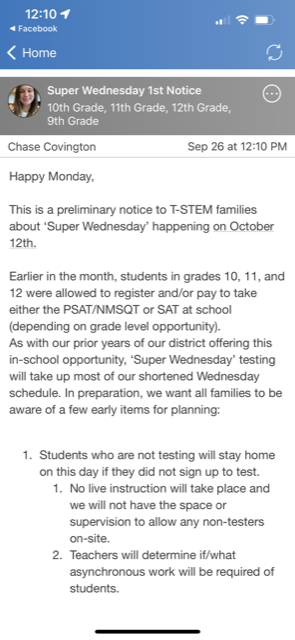 12:10
Facebook
Home
Super Wednesday 1st Notice
10th Grade, 11th Grade, 12th Grade,
9th Grade
Chase Covington Sep 26 at 12:10 PM
Happy Monday,
This is a preliminary notice to T-STEM families
about ‘Super Wednesday’ happening on October
12th.
Earlier in the month, students in grades 10, 11, and
12 were allowed to register and/or pay to take
either the PSAT/NMSQT or SAT at school
(depending on grade level opportunity).
As with our prior years of our district offering this
in-school opportunity, ‘Super Wednesday’ testing
will take up most of our shortened Wednesday
schedule. In preparation, we want all families to be
aware of a few early items for planning:
1. Students who are not testing will stay home
on this day if they did not sign up to test.
1. No live instruction will take place and
we will not have the space or
supervision to allow any non-testers
on-site.
2. Teachers will determine if/what
asynchronous work will be required of
students.